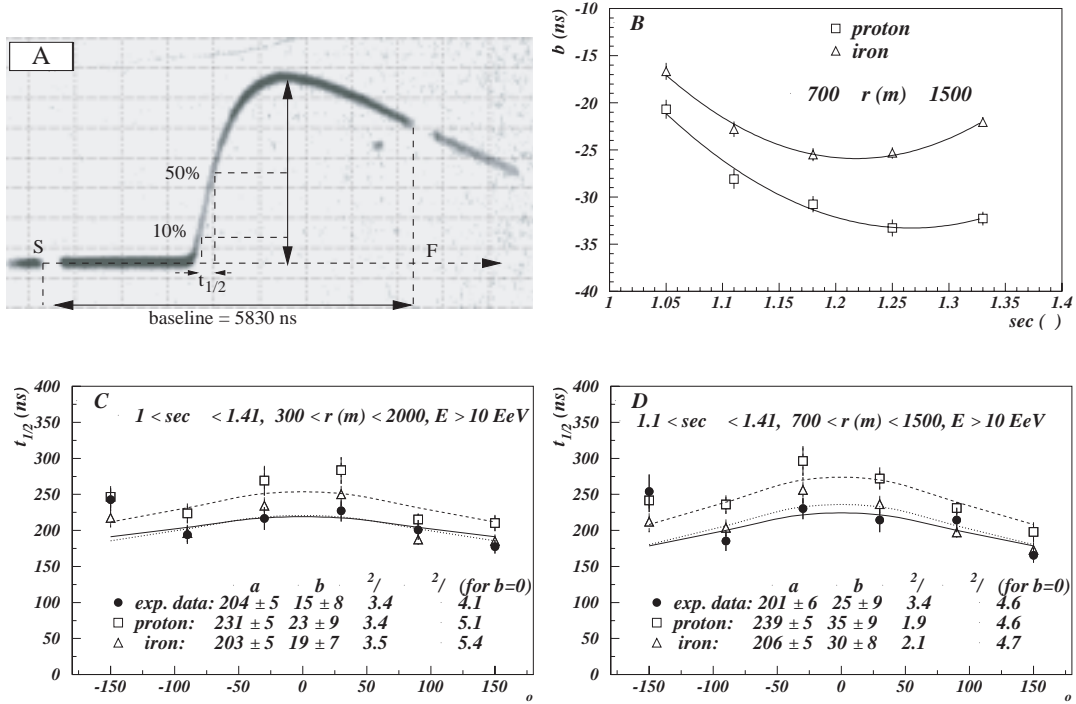 A
50%
10%
S
F
t1/2
baseline = 5830 ns
B
b (ns)
proton
iron
700 r (m) 1500
-10
-15
-20
-25
-30
-35
-40
1
1.05
1.1
1.15
1.2
1.25
1.3
1.35
1.4
sec ( )
C
t1/2 (ns)
1 < sec < 1.41, 300 < r (m) < 2000, E > 10 EeV
400
350
300
250
200
150
100
50
0
a b 2/ 2/ (for b=0)
exp. data: 204 ± 5 15 ± 8 3.4 4.1
proton: 231 ± 5 23 ± 9 3.4 5.1
iron: 203 ± 5 19 ± 7 3.5 5.4
-150 -100 -50 0 50 100 150 o
D
t1/2 (ns)
1.1 < sec < 1.41, 700 < r (m) < 1500, E > 10 EeV
400
350
300
250
200
150
100
50
0
a b 2/ 2/ (for b=0)
exp. data: 201 ± 6 25 ± 9 3.4 4.6
proton: 239 ± 5 35 ± 9 1.9 4.6
iron: 206 ± 5 30 ± 8 2.1 4.7
-150 -100 -50 0 50 100 150 o